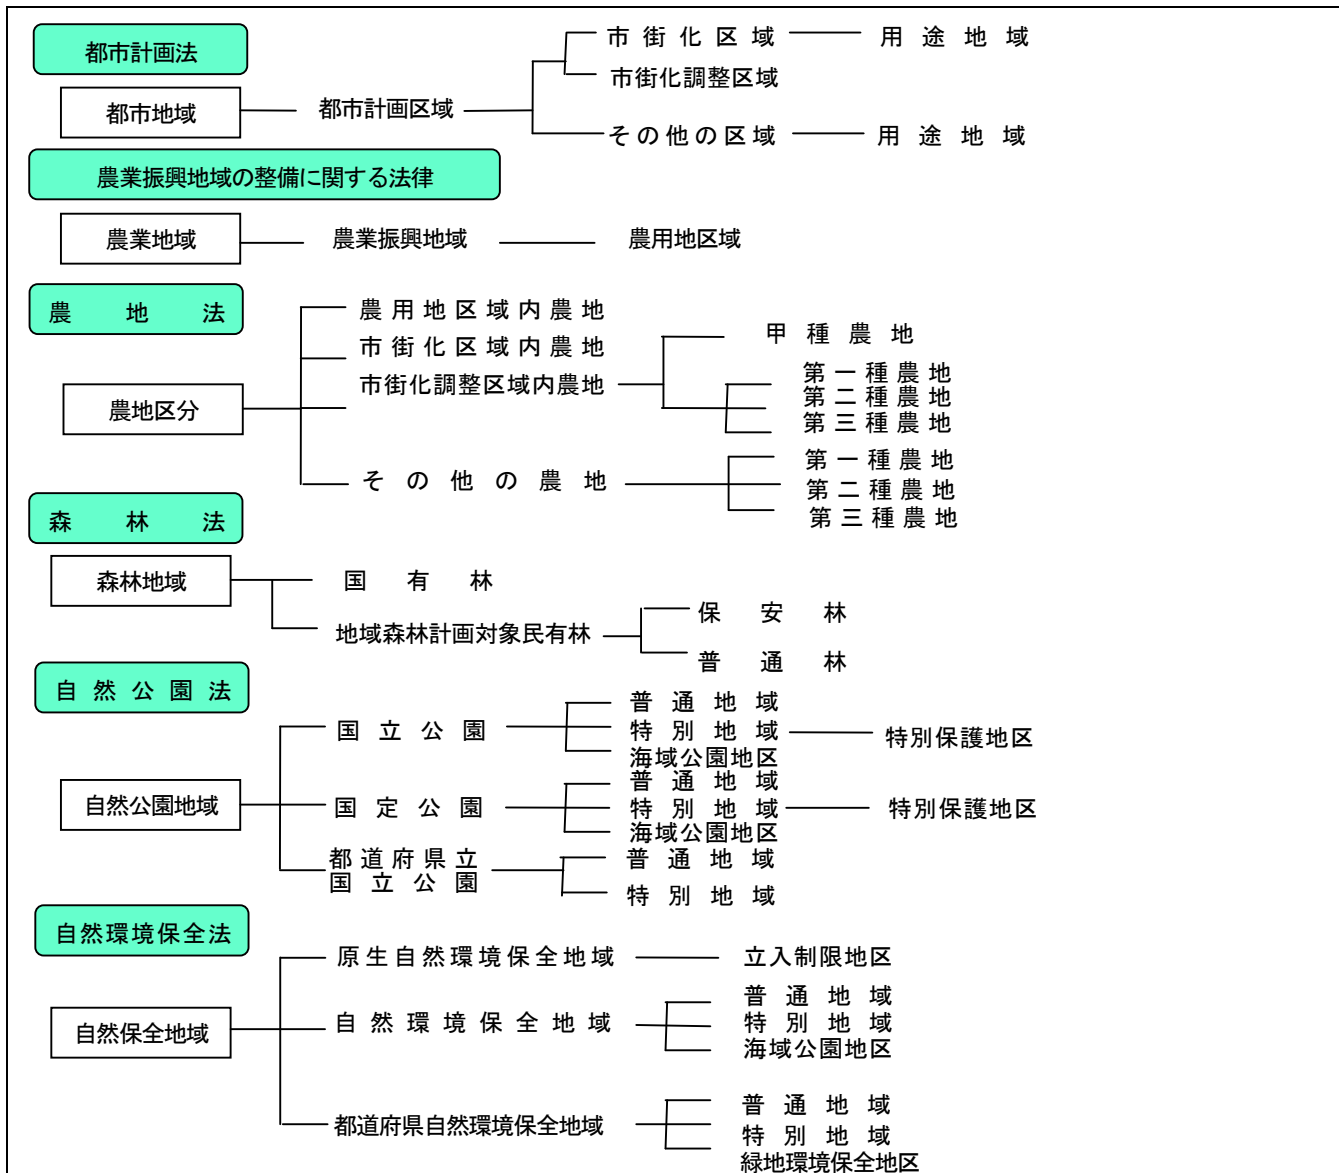 都市計画法
市街化区域 用途地域
市街化調整区域
都市地域 都市計画区域
その他の区域 用途地域
農業振興地域の整備に関する法律
農業地域 農業振興地域 農用地区域
農地法
農用地区域内農地
市街化区域内農地 甲種農地
市街化調整区域内農地 第一種農地
農地区分 第二種農地
第三種農地
その他の農地 第一種農地
第二種農地
第三種農地
森林法
森林地域 国有林
地域森林計画対象民有林 保安林
普通林
自然公園法
国立公園 普通地域
特別地域 特別保護地区
海域公園地区
自然公園地域 国定公園 普通地域
特別地域 特別保護地区
海域公園地区
都道府県立 普通地域
国立公園 特別地域
自然環境保全法
原生自然環境保全地域 立入制限地区
自然保全地域 自然環境保全地域 普通地域
特別地域
海域公園地区
都道府県自然環境保全地域 普通地域
特別地域
緑地環境保全地区